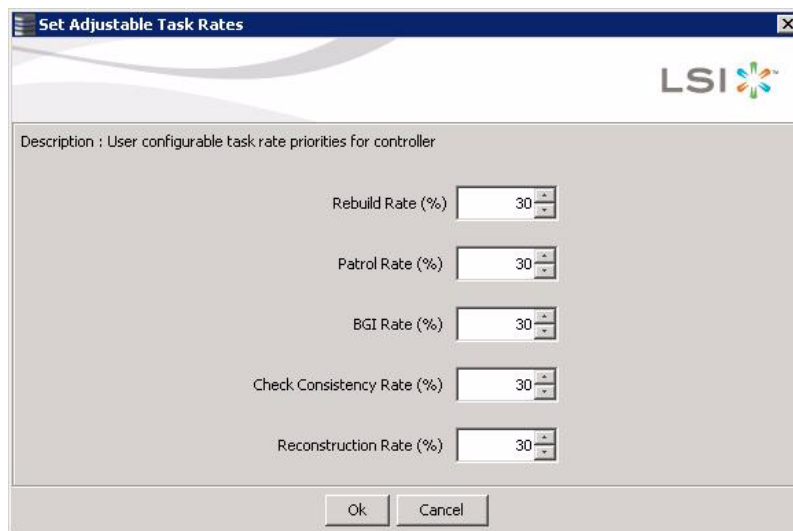 Set Adjustable Task Rates
LSI™
Description : User configurable task rate priorities for controller
Rebuild Rate (%) 30
Patrol Rate (%) 30
BGI Rate (%) 30
Check Consistency Rate (%) 30
Reconstruction Rate (%) 30
Ok Cancel